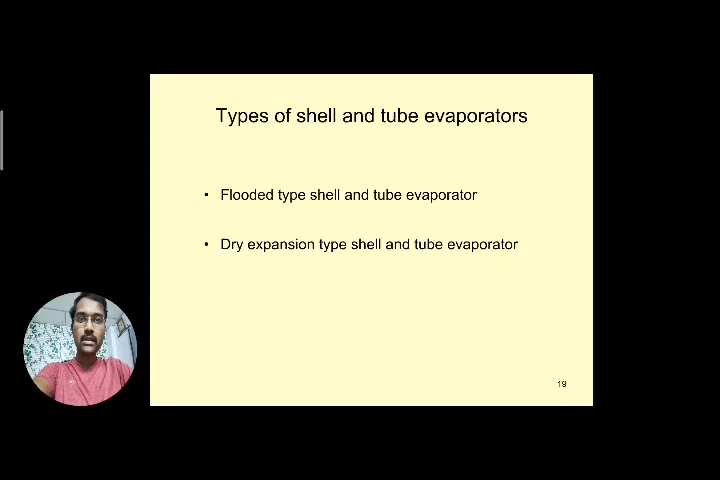 Types of shell and tube evaporators
• Flooded type shell and tube evaporator
• Dry expansion type shell and tube evaporator
19